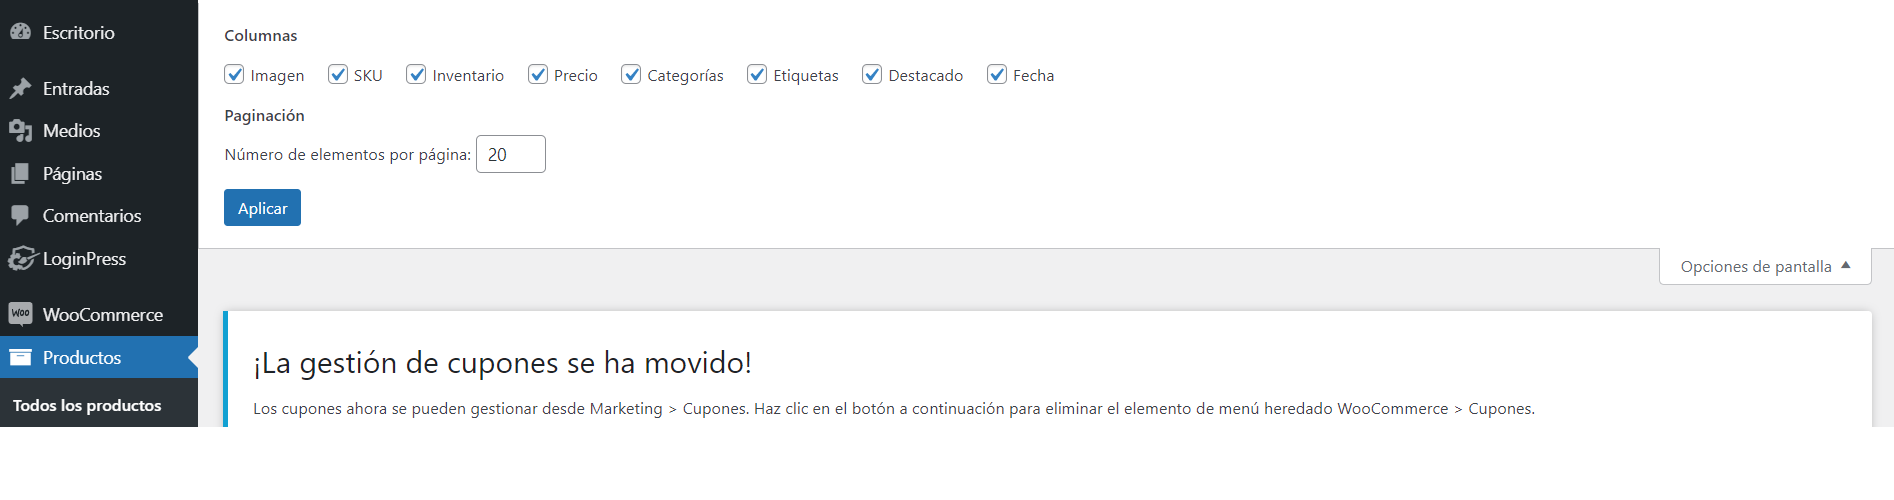 Escritorio
Entradas
Medios
Páginas
Comentarios
LoginPress
WooCommerce
Productos
Todos los productos
Columnas
Imagen SKU Inventario Precio Categorías Etiquetas Destacado Fecha
Paginación
Número de elementos por página: 20
Aplicar
Opciones de pantalla
¡La gestión de cupones se ha movido!
Los cupones ahora se pueden gestionar desde Marketing > Cupones. Haz clic en el botón a continuación para eliminar el elemento de menú heredado WooCommerce > Cupones.